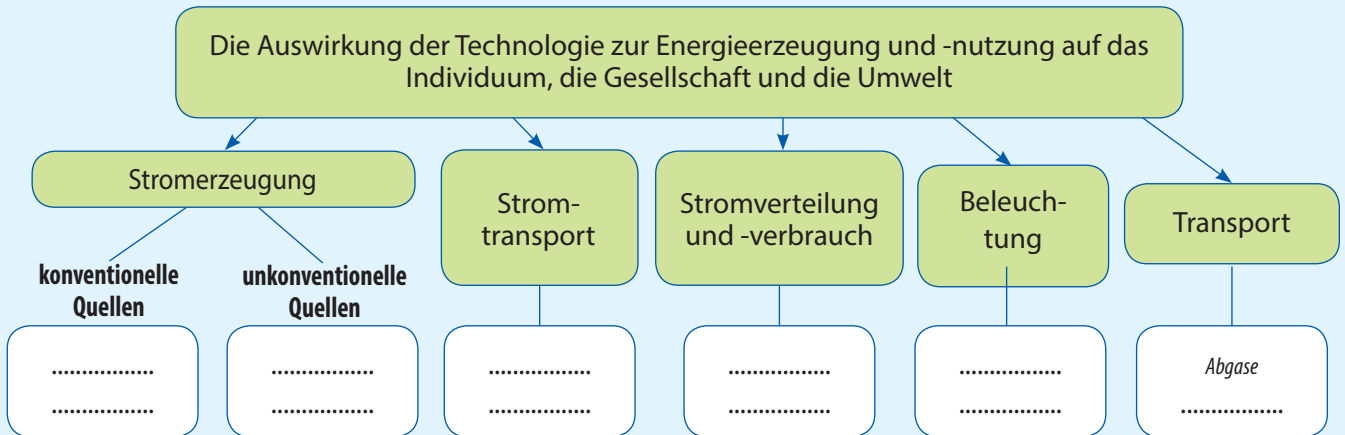 Die Auswirkung der Technologie zur Energieerzeugung und -nutzung auf das
Individuum, die Gesellschaft und die Umwelt
Stromerzeugung
konventionelle
Quellen
unkonventionelle
Quellen
Strom-
transport
Stromverteilung
und -verbrauch
Beleuch-
tung
Transport
.................
.................
.................
.................
.................
.................
.................
.................
.................
.................
Abgase
.................